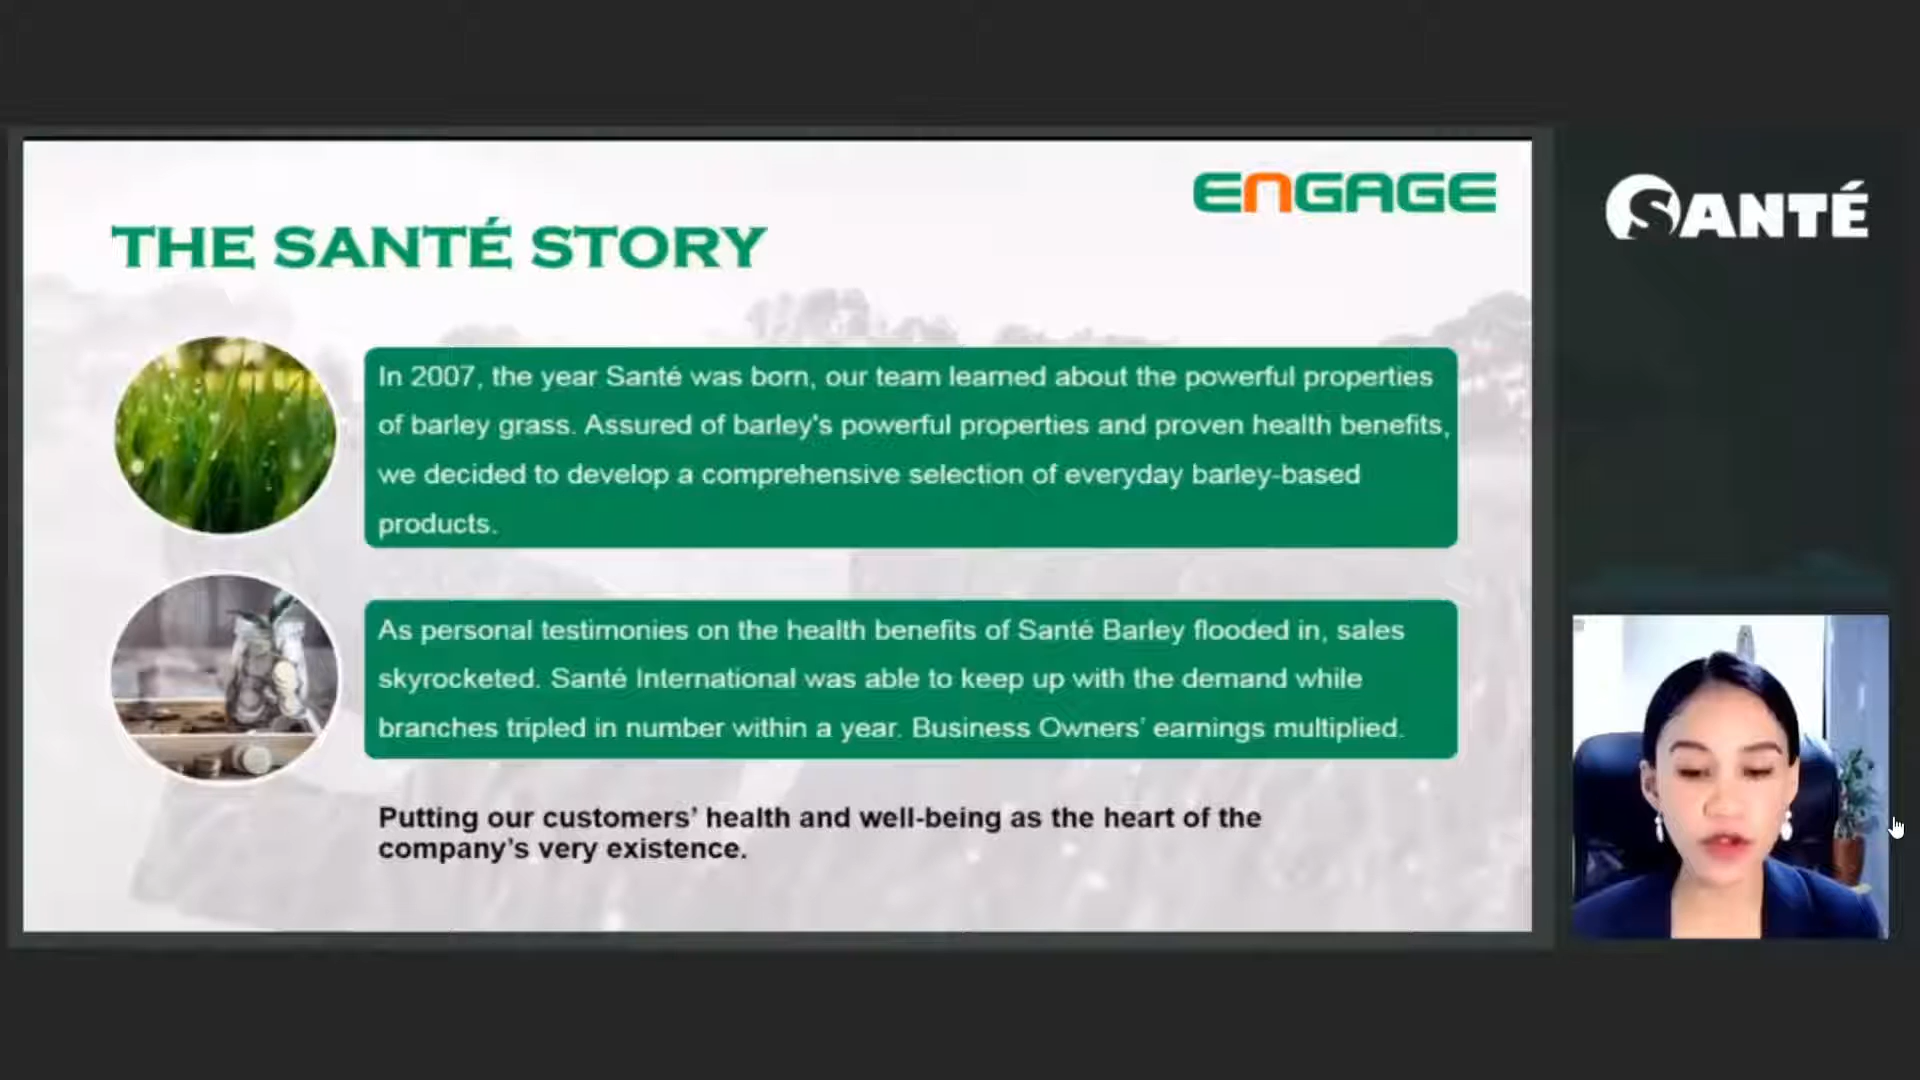 ENGAGE
SANTÉ
THE SANTÉ STORY
In 2007, the year Santé was born, our team learned about the powerful properties
of barley grass. Assured of barley's powerful properties and proven health benefits,
we decided to develop a comprehensive selection of everyday barley-based
products.
As personal testimonies on the health benefits of Santé Barley flooded in, sales
skyrocketed. Santé International was able to keep up with the demand while
branches tripled in number within a year. Business Owners’ earnings multiplied.
Putting our customers’ health and well-being as the heart of the
company’s very existence.